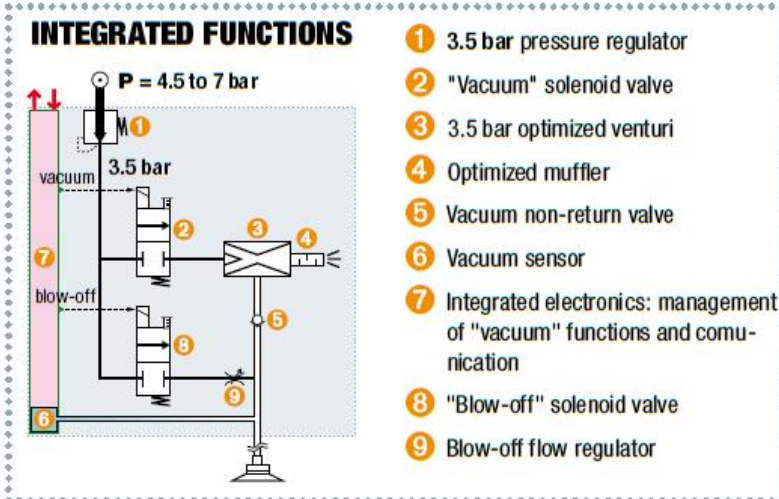 INTEGRATED FUNCTIONS
P = 4.5 to 7 bar
1
3.5 bar
vacuum
2
3
4
7
blow-off
5
8
9
6
1 3.5 bar pressure regulator
2 "Vacuum" solenoid valve
3 3.5 bar optimized venturi
4 Optimized muffler
5 Vacuum non-return valve
6 Vacuum sensor
7 Integrated electronics: management
of "vacuum" functions and comu-
nication
8 "Blow-off" solenoid valve
9 Blow-off flow regulator